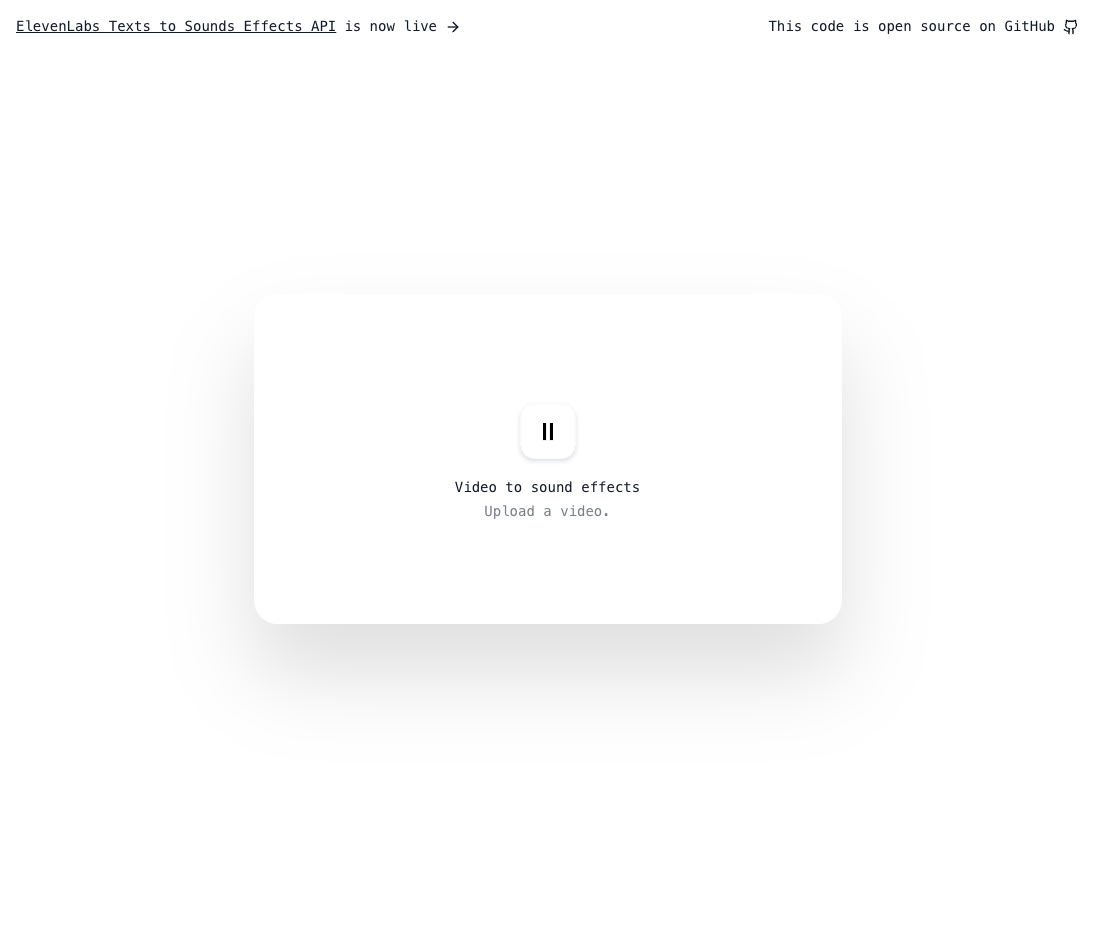 ElevenLabs Texts to Sounds Effects API is now live →
This code is open source on GitHub
Video to sound effects
Upload a video.